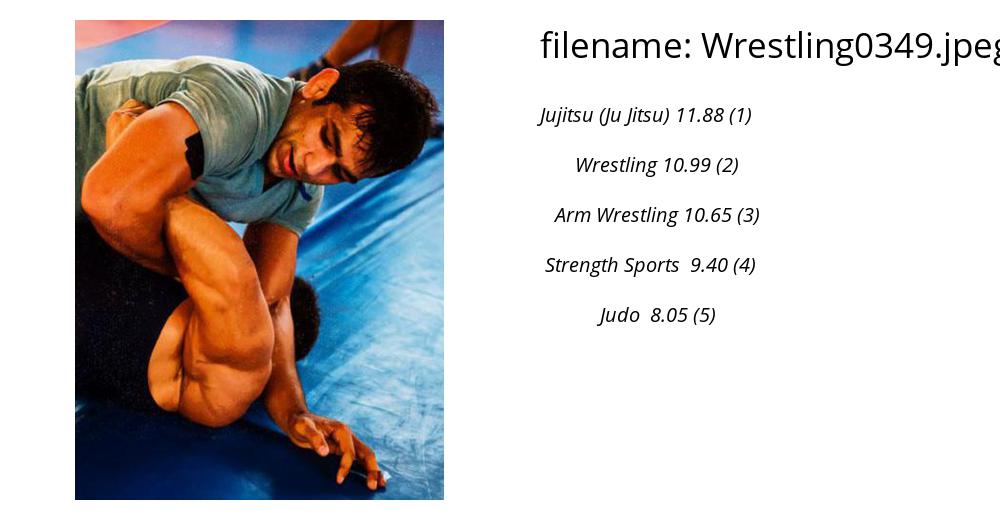 filename: Wrestling0349.jpeg
Jujitsu (Ju Jitsu) 11.88 (1)
Wrestling 10.99 (2)
Arm Wrestling 10.65 (3)
Strength Sports 9.40 (4)
Judo 8.05 (5)